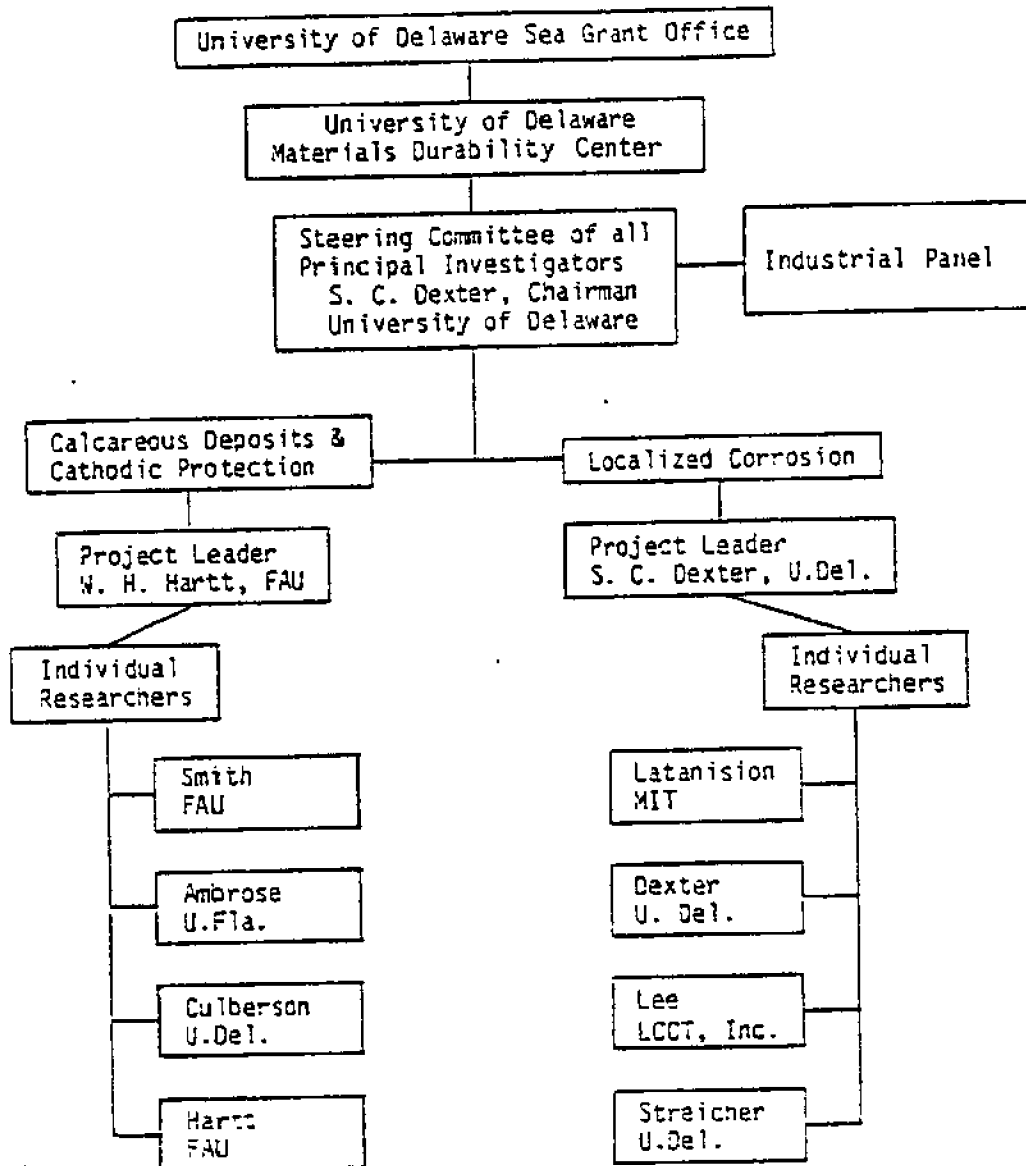 University of Delaware Sea Grant Office
University of Delaware
Materials Durability Center
Steering Committee of all
Principal Investigators
S. C. Dexter, Chairman
University of Delaware
Industrial Panel
Calcareous Deposits &
Cathodic Protection
Localized Corrosion
Project Leader
W. H. Hartt, FAU
Project Leader
S. C. Dexter, U.Del.
Individual
Researchers
Individual
Researchers
Smith
FAU
Ambrose
U.Fla.
Culberson
U.Del.
Hartt
FAU
Latanision
MIT
Dexter
U. Del.
Lee
LCCT, Inc.
Streicher
U.Del.